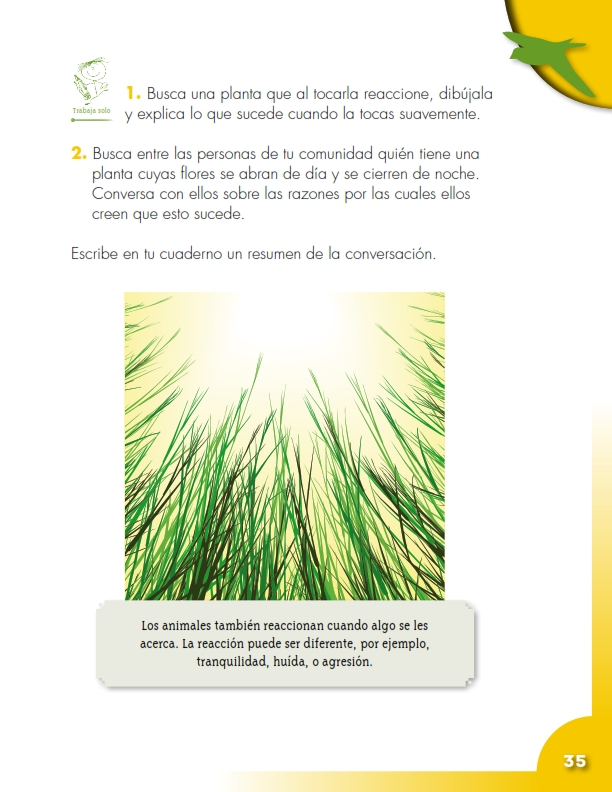 1. Busca una planta que al tocarla reaccione, dibújala
y explica lo que sucede cuando la tocas suavemente.
Trabaja solo
2. Busca entre las personas de tu comunidad quién tiene una
planta cuyas flores se abran de día y se cierren de noche.
Conversa con ellos sobre las razones por las cuales ellos
creen que esto sucede.
Escribe en tu cuaderno un resumen de la conversación.
Los animales también reaccionan cuando algo se les
acerca. La reacción puede ser diferente, por ejemplo,
tranquilidad, huída, o agresión.
35